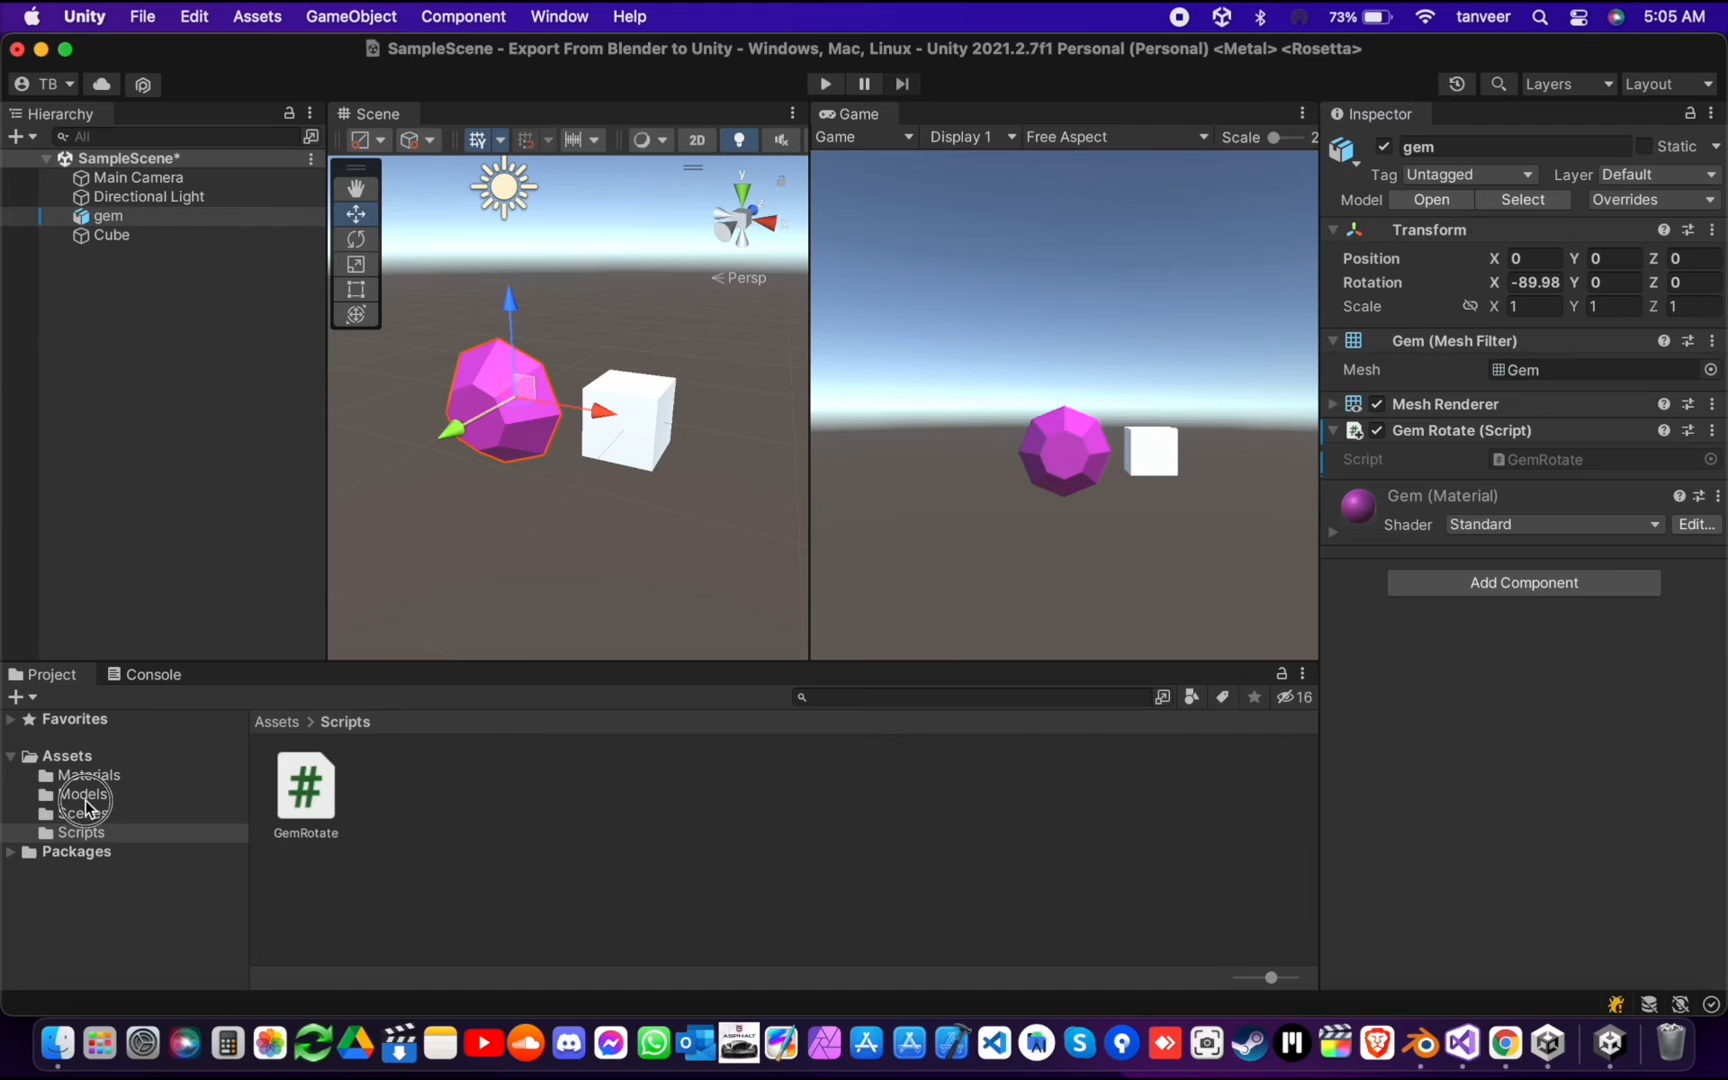 Unity File Edit Assets GameObject Component Window Help 73% tanveer 5:05 AM
SampleScene - Export From Blender to Unity - Windows, Mac, Linux - Unity 2021.2.7f1 Personal (Personal) <Metal> <Rosetta>
TB Layers Layout
Hierarchy
All
SampleScene*
Main Camera
Directional Light
gem
Cube
Scene
2D
y
z
x
Persp
Game
Game Display 1 Free Aspect Scale 2
Inspector
gem Static
Tag Untagged Layer Default
Model Open Select Overrides
Transform
Position X 0 Y 0 Z 0
Rotation X -89.98 Y 0 Z 0
Scale X 1 Y 1 Z 1
Gem (Mesh Filter)
Mesh Gem
Mesh Renderer
Gem Rotate (Script)
Script GemRotate
Gem (Material)
Shader Standard Edit...
Add Component
Project Console
16
Favorites
Assets
Materials
Models
Scenes
Scripts
Packages
Assets > Scripts
#
GemRotate
ASPHALT